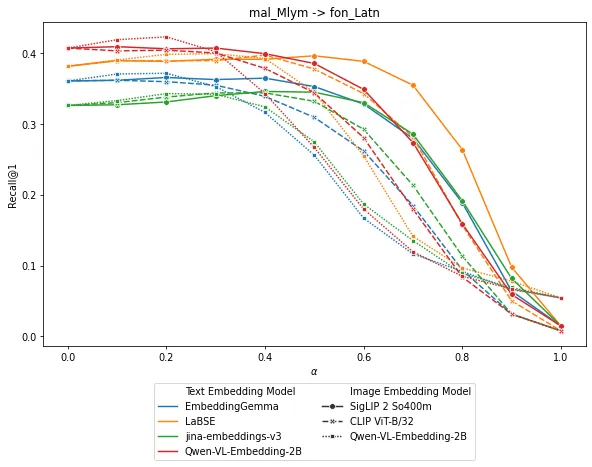 mal_Mlym -> fon_Latn
Recall@1
0.4
0.3
0.2
0.1
0.0
0.0 0.2 0.4 0.6 0.8 1.0
α
Text Embedding Model
EmbeddingGemma
LaBSE
jina-embeddings-v3
Qwen-VL-Embedding-2B
Image Embedding Model
SigLIP 2 So400m
CLIP ViT-B/32
Qwen-VL-Embedding-2B